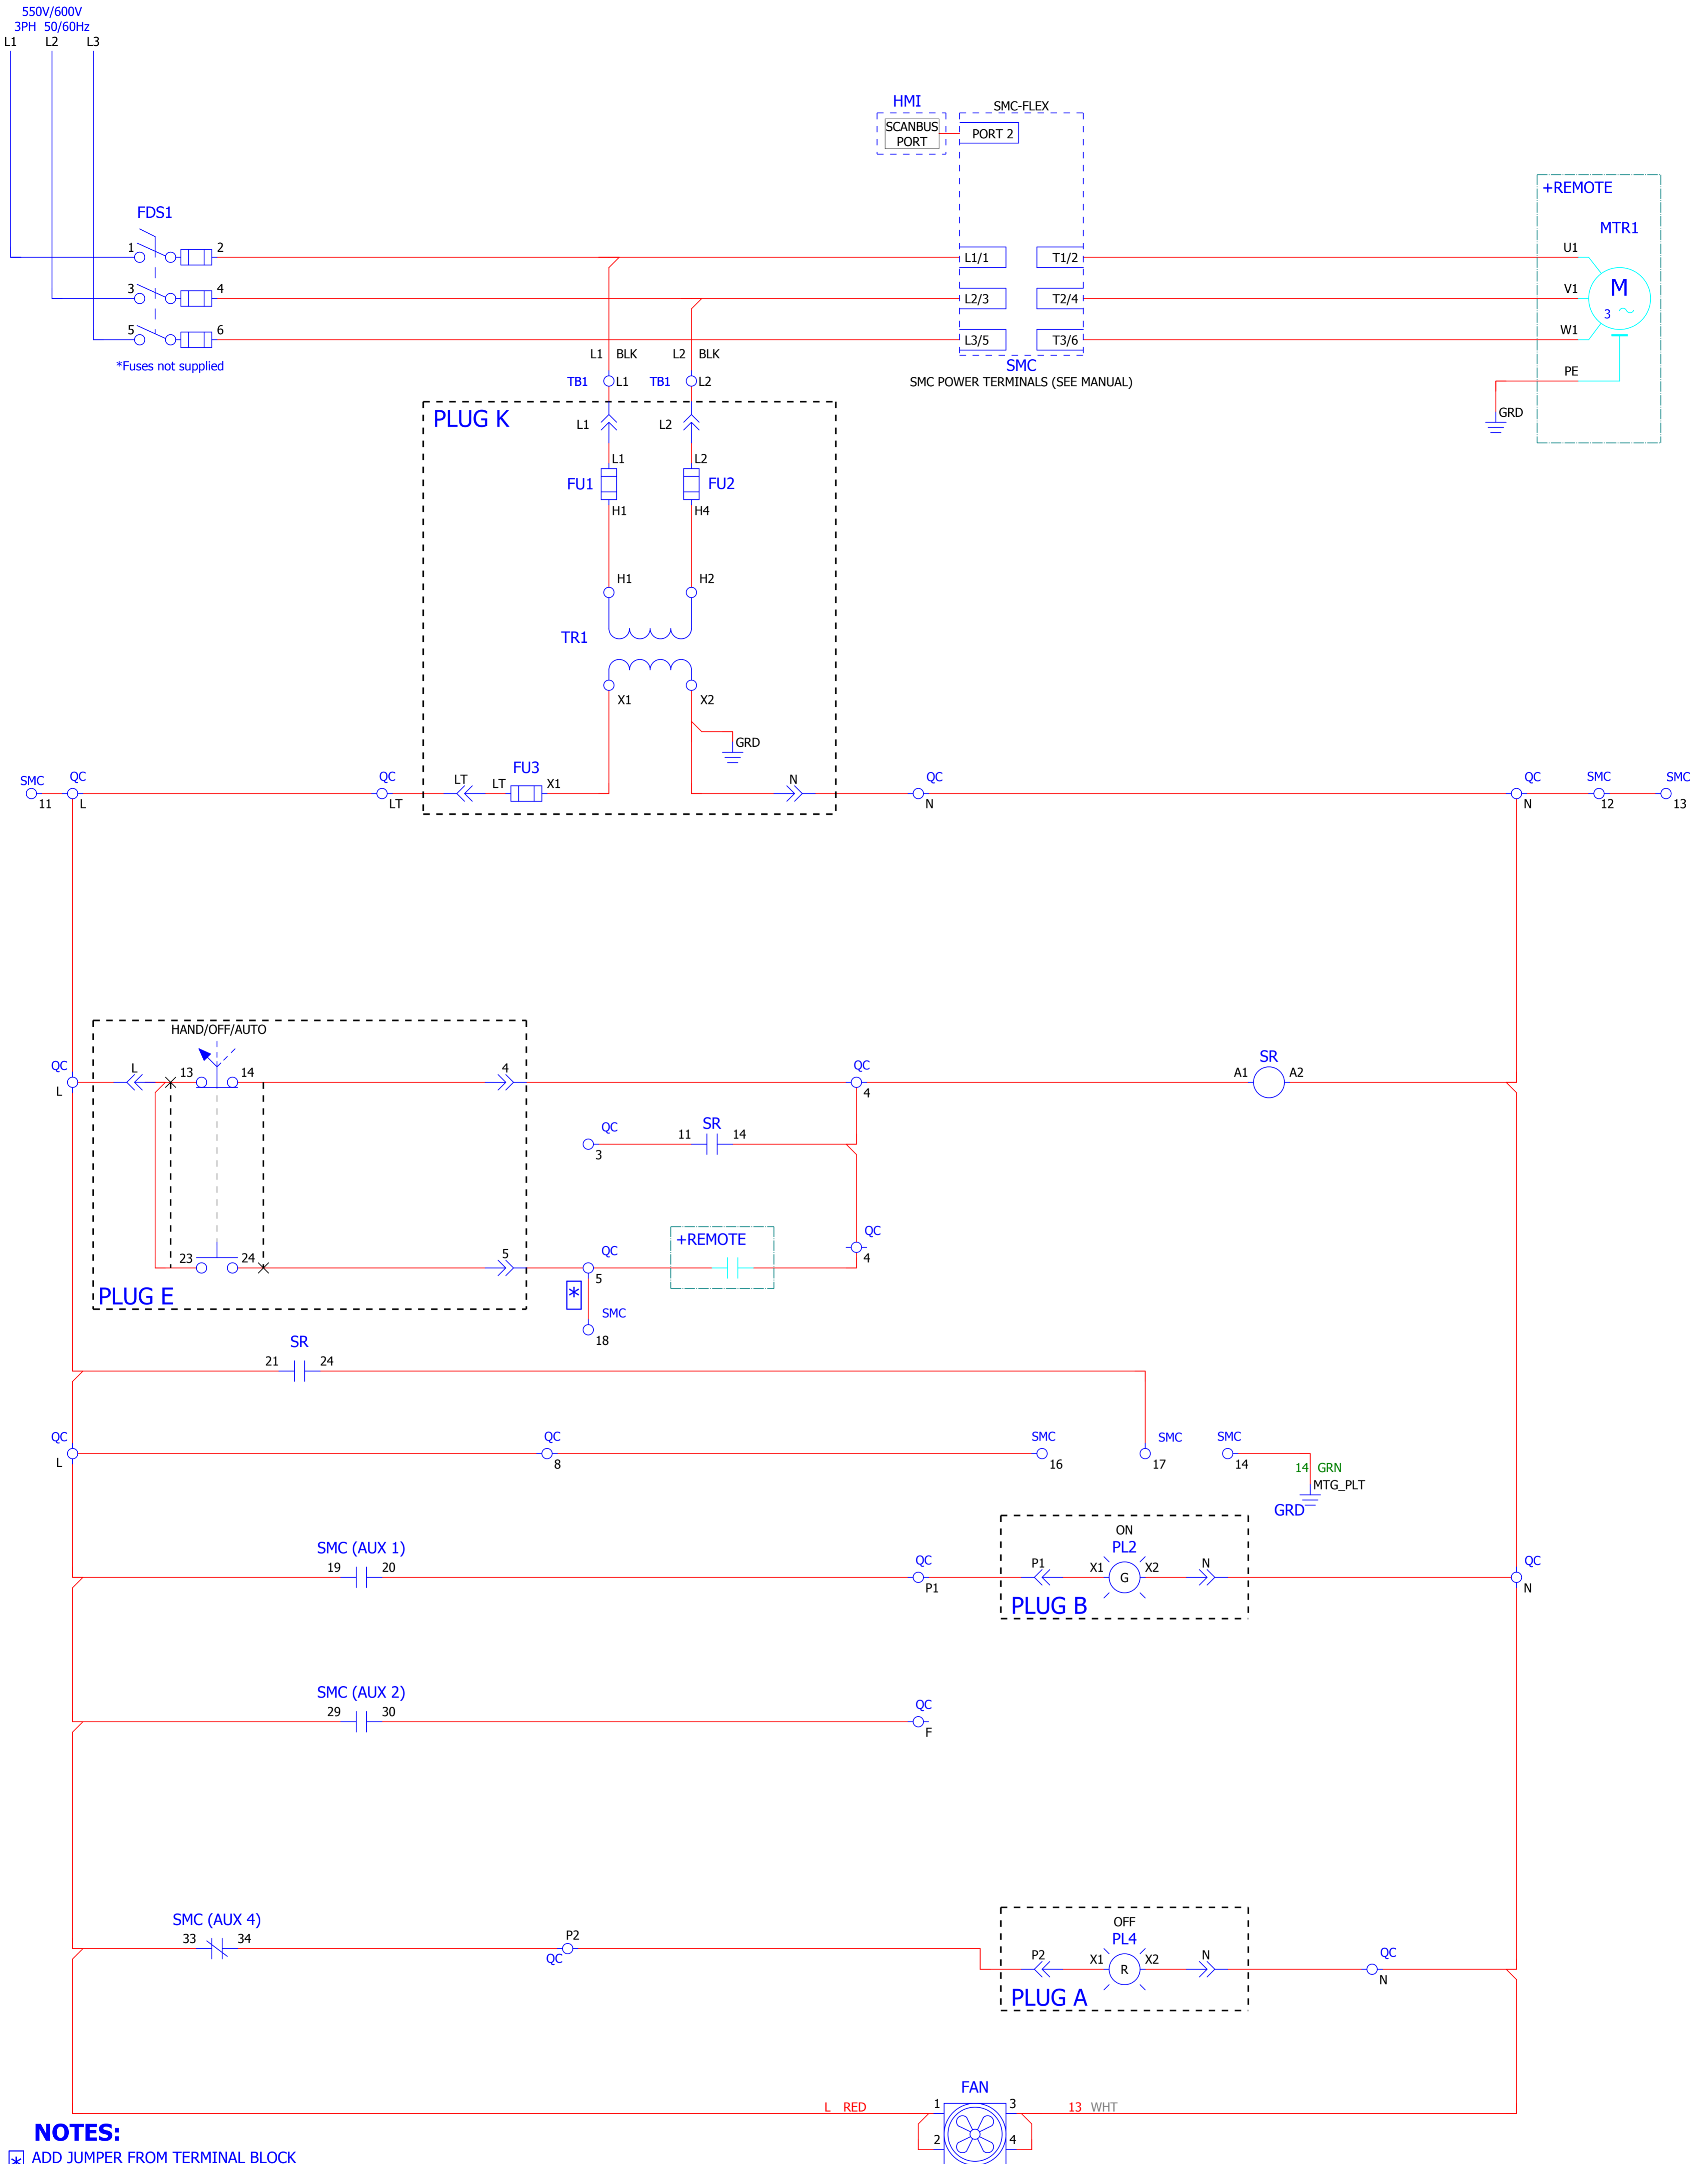 550V/600V
3PH 50/60Hz
L1 L2 L3
HMI
SCANBUS
PORT
SMC-FLEX
PORT 2
+REMOTE
MTR1
FDS1
1 2
3 4
5 6
*Fuses not supplied
L1/1 T1/2
L2/3 T2/4
L3/5 T3/6
SMC
SMC POWER TERMINALS (SEE MANUAL)
U1
V1
W1
PE
M
3
GRD
L1 BLK L2 BLK
TB1 L1 TB1 L2
PLUG K
L1 L2
L1 L2
FU1 FU2
H1 H4
H1 H2
TR1
X1 X2
GRD
SMC
11
QC
L
QC
LT
LT
LT
FU3
X1
N
QC
N
QC
N
SMC
12
SMC
13
HAND/OFF/AUTO
QC
L
L
13 14
4
QC
4
SR
A1 A2
QC
3
SR
11 14
23 24
5
QC
5
+REMOTE
QC
4
PLUG E
*
SMC
18
SR
21 24
QC
L
QC
8
SMC
16
SMC
17
SMC
14
14 GRN
MTG_PLT
GRD
SMC (AUX 1)
19 20
QC
P1
ON
PL2
P1 X1 G X2 N
PLUG B
QC
N
SMC (AUX 2)
29 30
QC
F
SMC (AUX 4)
33 34
P2
QC
OFF
PL4
P2 X1 R X2 N
PLUG A
QC
N
FAN
L RED 1 3 13 WHT
2 4
NOTES:
* ADD JUMPER FROM TERMINAL BLOCK